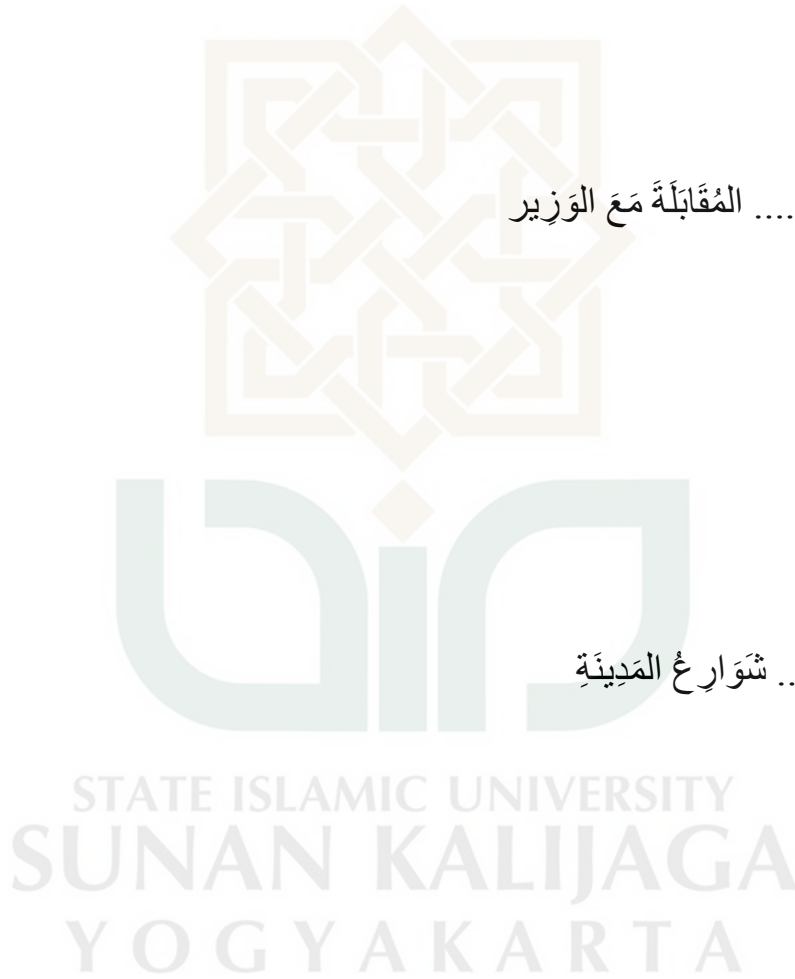 .... المُقَابَلَةَ مَعَ الوَزِير
.. شَوَارِعُ المَدِينَةِ
STATE ISLAMIC UNIVERSITY
SUNAN KALIJAGA
YOGYAKARTA